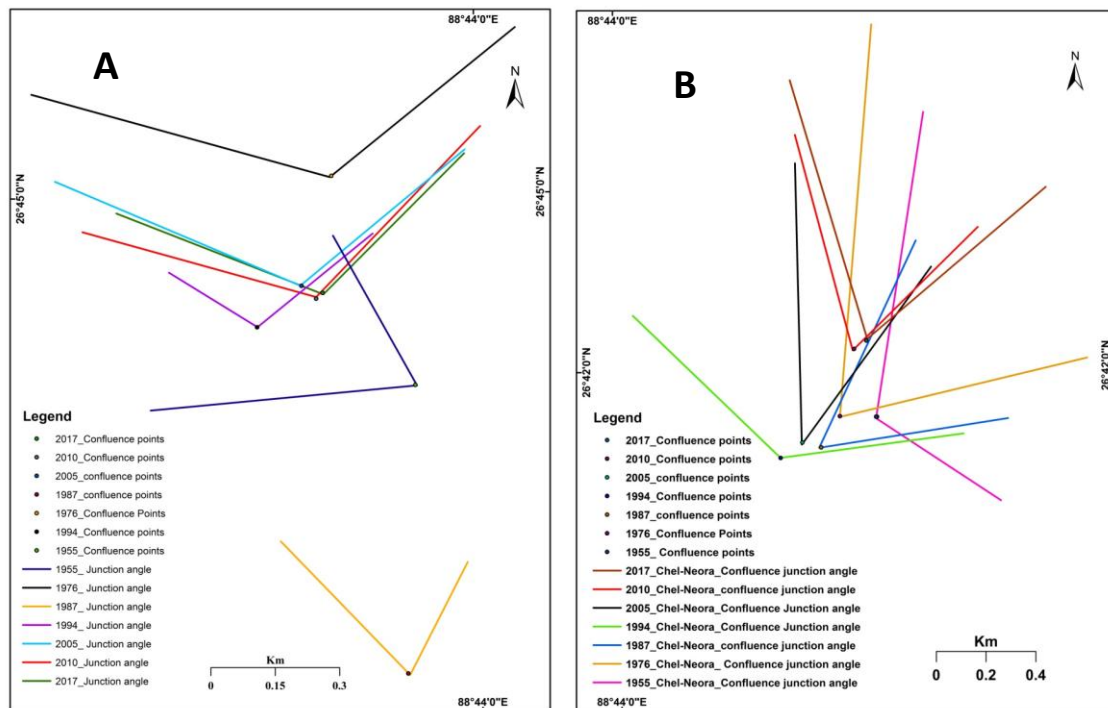 88°44'0"E
A
N
26°45'0"N
26°45'0"N
Legend
2017_Confluence points
2010_Confluence points
2005_confluence points
1987_confluence points
1976_Confluence Points
1994_Confluence points
1955_Confluence points
1955_ Junction angle
1976_ Junction angle
1987_ Junction angle
1994_ Junction angle
2005_ Junction angle
2010_Junction angle
2017_Junction angle
Km
0 0.15 0.3
88°44'0"E
88°44'0"E
B
N
26°42'0"N
26°42'0"N
Legend
2017_Confluence points
2010_Confluence points
2005_confluence points
1994_Confluence points
1987_confluence points
1976_Confluence Points
1955_ Confluence points
2017_Chel-Neora_Confluence junction angle
2010_Chel-Neora_confluence junction angle
2005_Chel-Neora_Confluence Junction angle
1994_Chel-Neora_Confluence Junction angle
1987_Chel-Neora_confluence junction angle
1976_Chel-Neora_ Confluence junction angle
1955_Chel-Neora_Confluence junction angle
Km
0 0.2 0.4
88°44'0"E